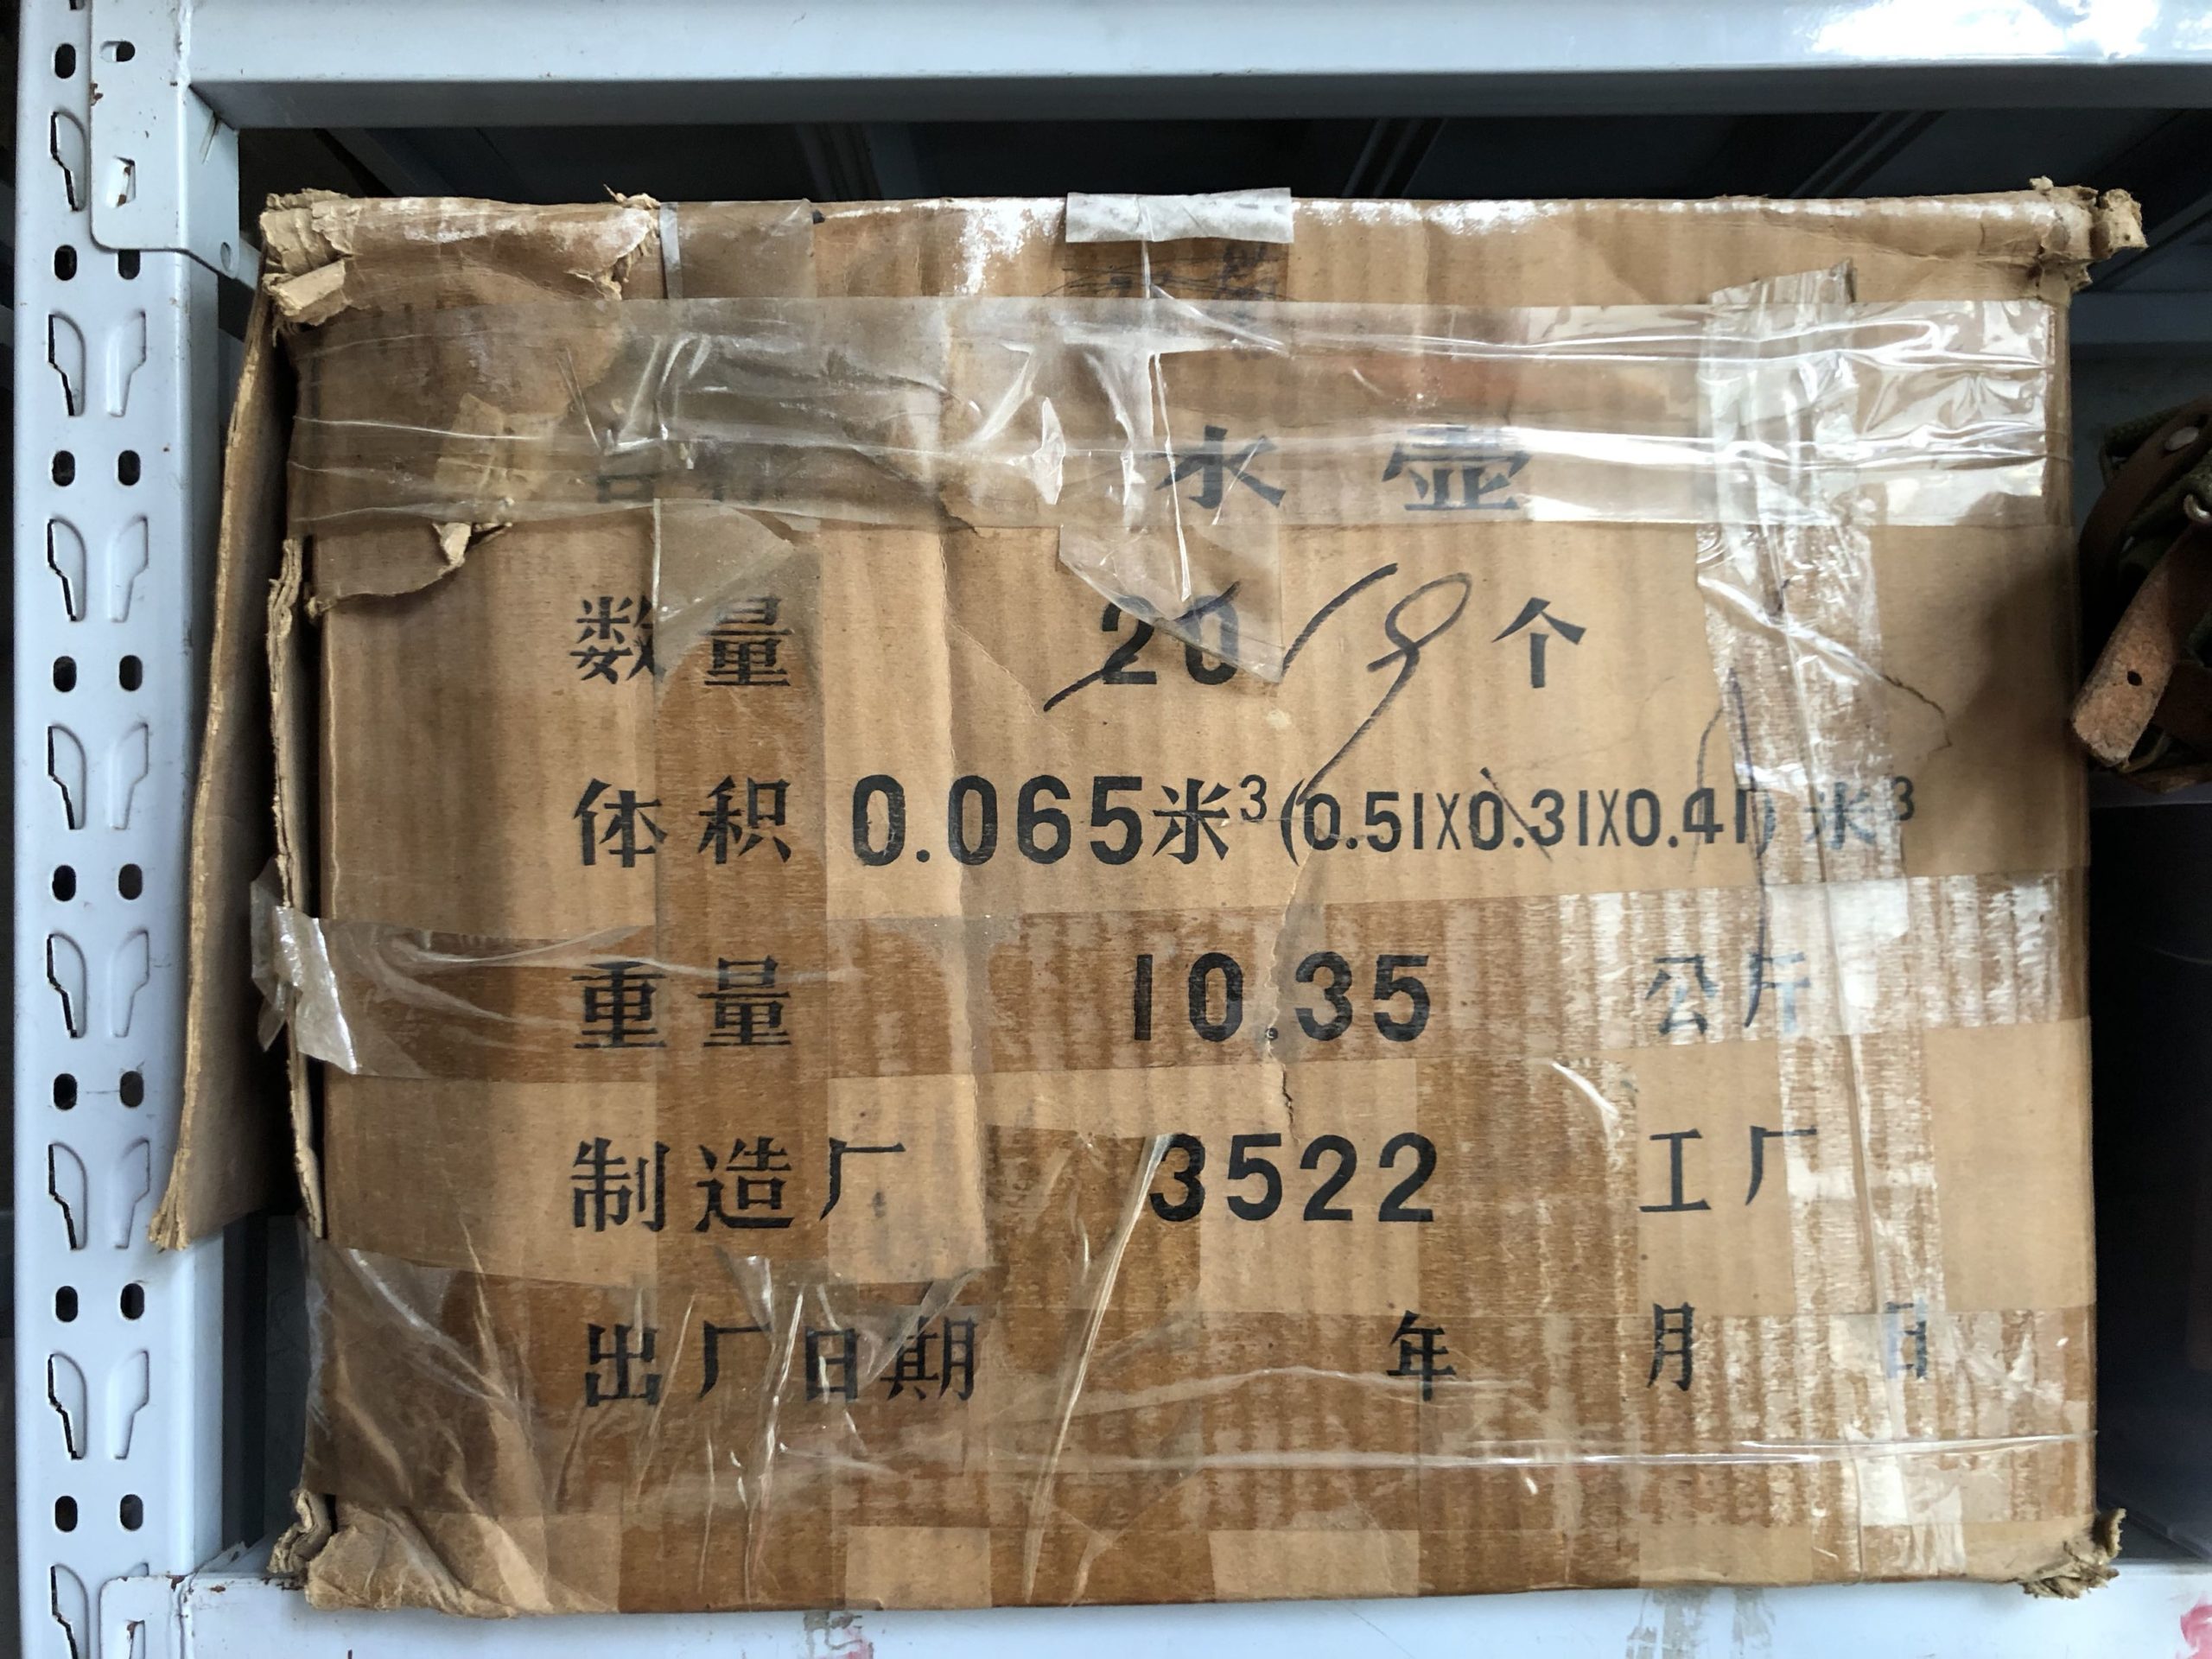 水壶
数量 20 19 个
体积 0.065米³(0.51X0.31X0.41)米³
重量 10.35 公斤
制造厂 3522 工厂
出厂日期 年 月 日